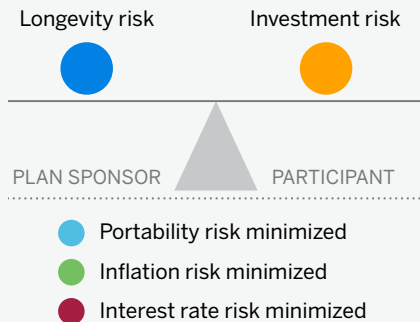 Longevity risk
Investment risk
PLAN SPONSOR
PARTICIPANT
Portability risk minimized
Inflation risk minimized
Interest rate risk minimized